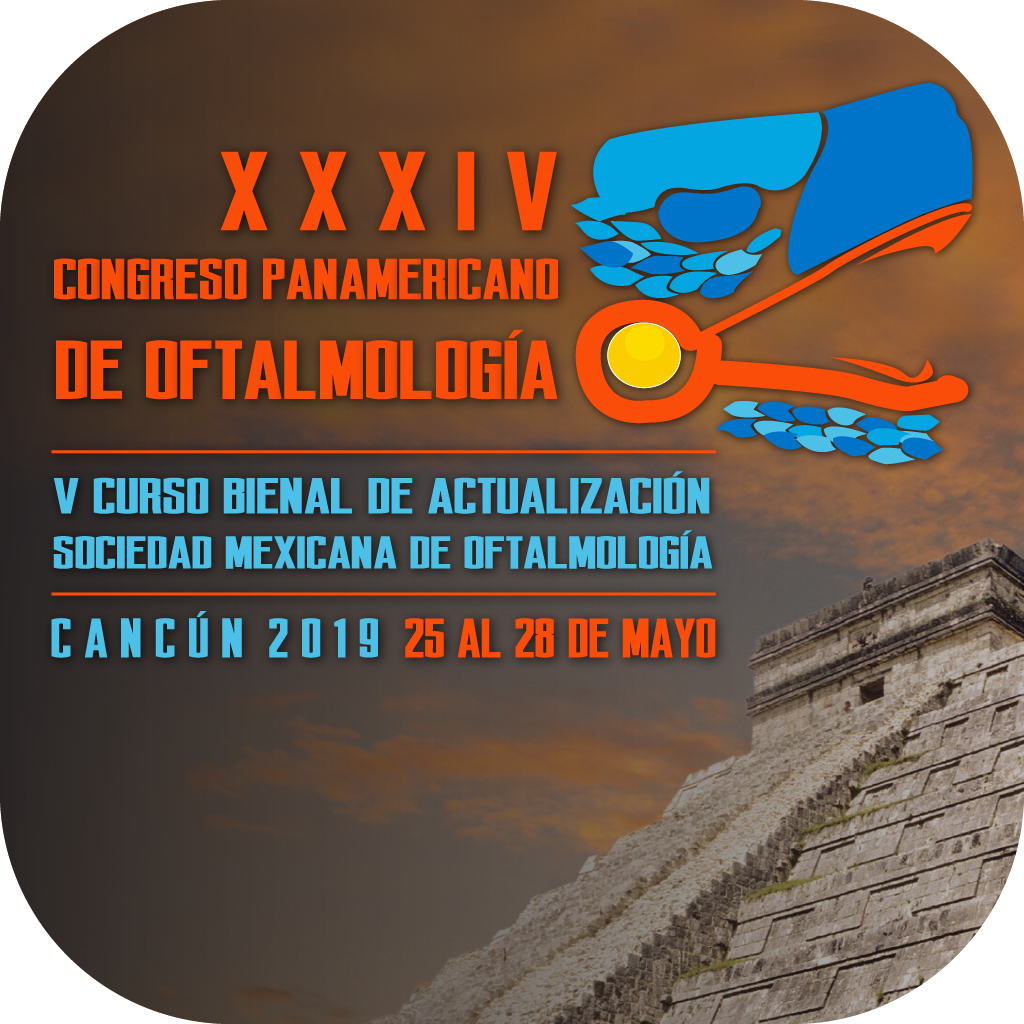 XXXIV
CONGRESO PANAMERICANO
DE OFTALMOLOGÍA
V CURSO BIENAL DE ACTUALIZACIÓN
SOCIEDAD MEXICANA DE OFTALMOLOGÍA
CANCÚN 2019 25 AL 28 DE MAYO